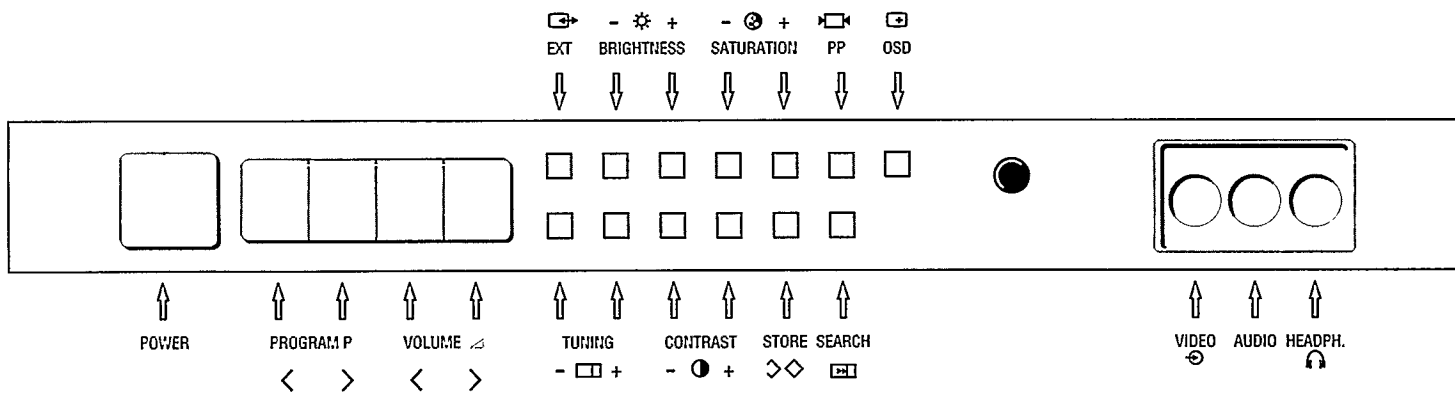 - + - +
EXT BRIGHTNESS SATURATION PP OSD
POWER PROGRAM P VOLUME TUNING CONTRAST STORE SEARCH VIDEO AUDIO HEADPH.
< > < > - + - +